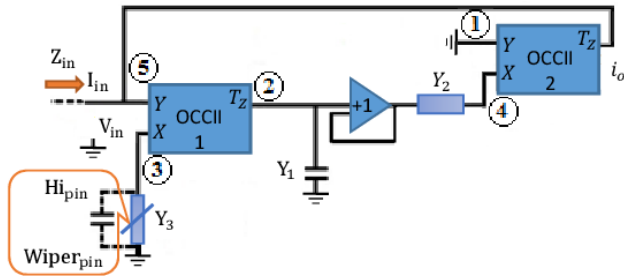 Z_in
I_in
5
Y
X
OCCII
1
T_Z
2
V_in
3
+1
Y_2
Y_1
1
Y
X
T_Z
OCCII
2
i_o
4
Hi_pin
Y_3
Wiper_pin